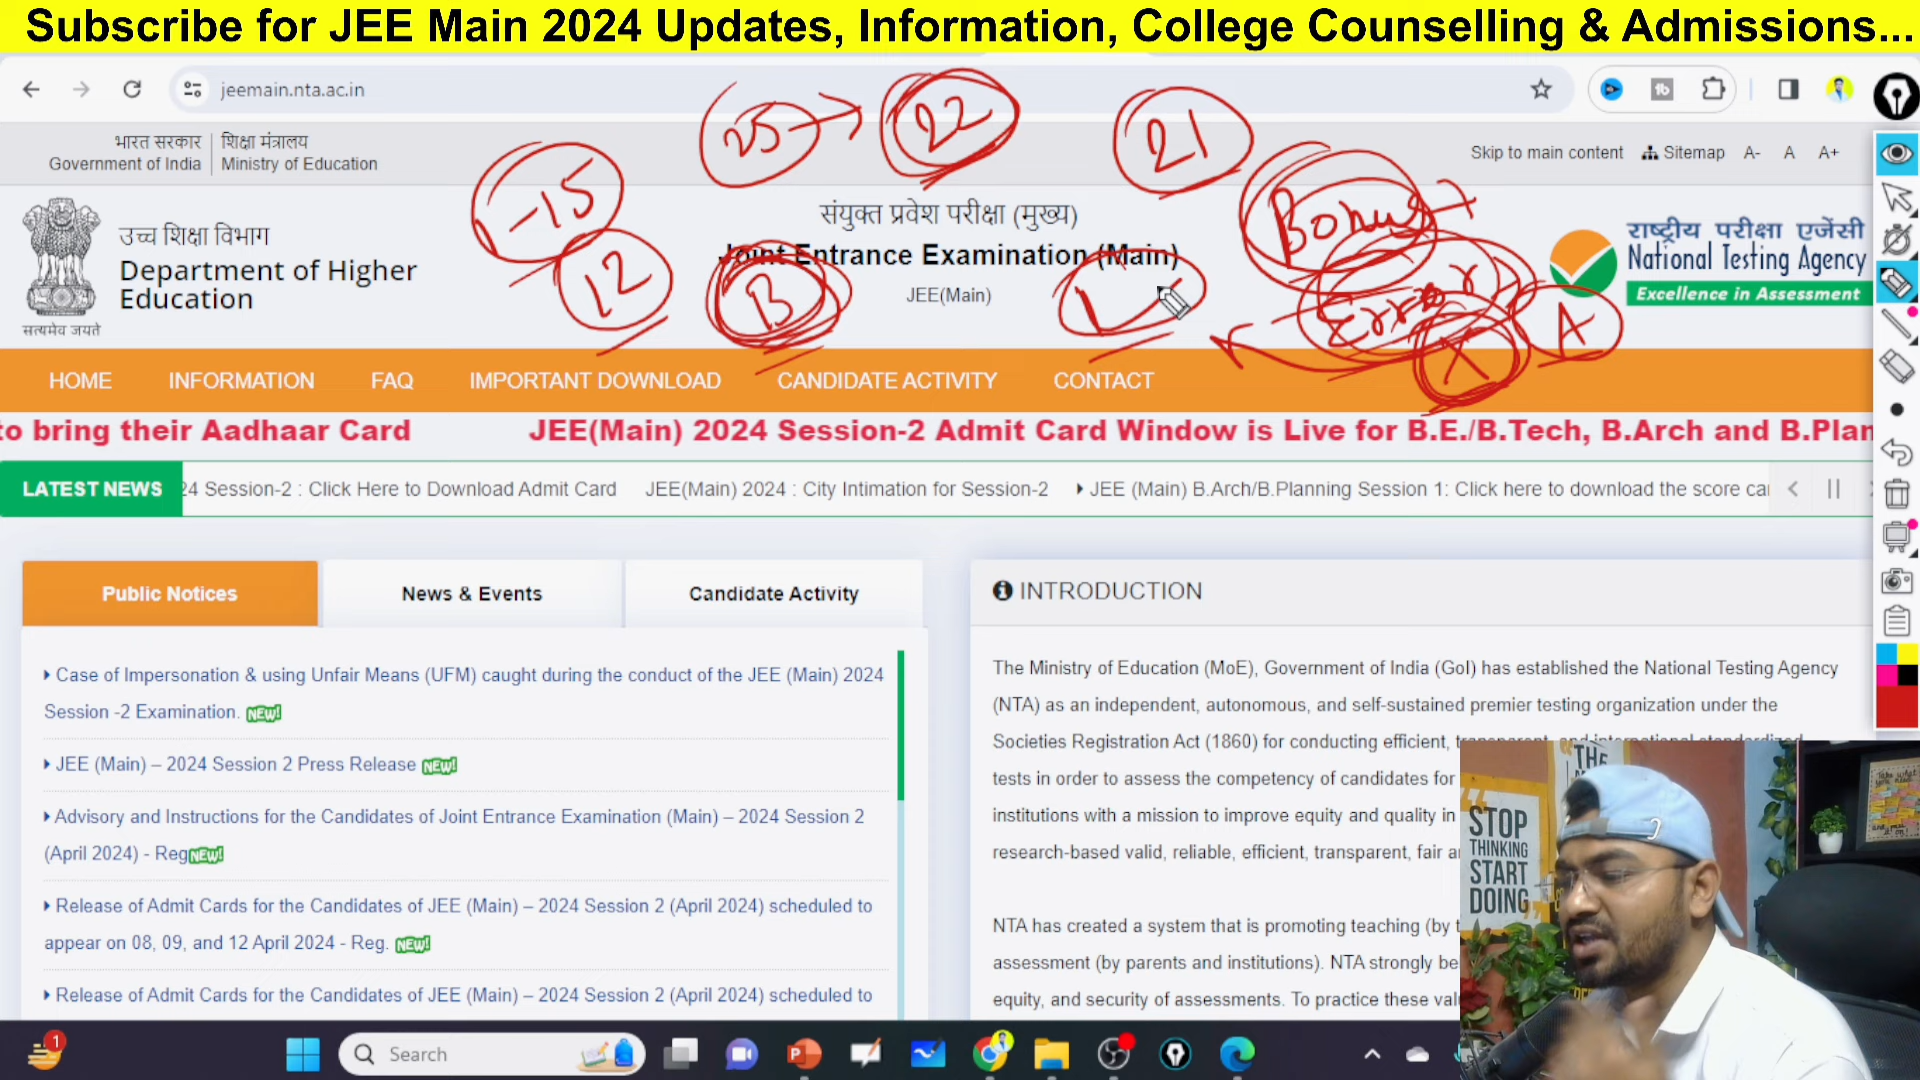 Subscribe for JEE Main 2024 Updates, Information, College Counselling & Admissions...
jeemain.nta.ac.in
भारत सरकार
Government of India
शिक्षा मंत्रालय
Ministry of Education
Skip to main content Sitemap A- A A+
25 22 21
-15
12
B
Bonus
Error
X
A
सत्यमेव जयते
उच्च शिक्षा विभाग
Department of Higher
Education
संयुक्त प्रवेश परीक्षा (मुख्य)
Joint Entrance Examination (Main)
JEE(Main)
राष्ट्रीय परीक्षा एजेंसी
National Testing Agency
Excellence in Assessment
HOME INFORMATION FAQ IMPORTANT DOWNLOAD CANDIDATE ACTIVITY CONTACT
to bring their Aadhaar Card JEE(Main) 2024 Session-2 Admit Card Window is Live for B.E./B.Tech, B.Arch and B.Plan
LATEST NEWS 24 Session-2 : Click Here to Download Admit Card JEE(Main) 2024 : City Intimation for Session-2 JEE (Main) B.Arch/B.Planning Session 1: Click here to download the score car
Public Notices News & Events Candidate Activity
Case of Impersonation & using Unfair Means (UFM) caught during the conduct of the JEE (Main) 2024
Session -2 Examination. NEW!
JEE (Main) – 2024 Session 2 Press Release NEW!
Advisory and Instructions for the Candidates of Joint Entrance Examination (Main) – 2024 Session 2
(April 2024) - Reg NEW!
Release of Admit Cards for the Candidates of JEE (Main) – 2024 Session 2 (April 2024) scheduled to
appear on 08, 09, and 12 April 2024 - Reg. NEW!
Release of Admit Cards for the Candidates of JEE (Main) – 2024 Session 2 (April 2024) scheduled to
INTRODUCTION
The Ministry of Education (MoE), Government of India (GoI) has established the National Testing Agency
(NTA) as an independent, autonomous, and self-sustained premier testing organization under the
Societies Registration Act (1860) for conducting efficient, transparent, and international standardized
tests in order to assess the competency of candidates for
institutions with a mission to improve equity and quality in
research-based valid, reliable, efficient, transparent, fair a
NTA has created a system that is promoting teaching (by t
assessment (by parents and institutions). NTA strongly be
equity, and security of assessments. To practice these val
THE
STOP
THINKING
START
DOING
1
Search